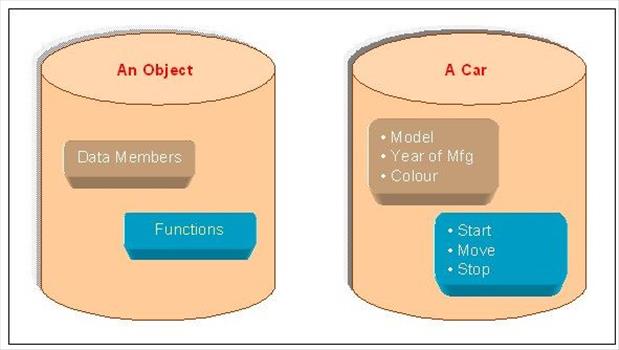 An Object
Data Members
Functions
A Car
• Model
• Year of Mfg
• Colour
• Start
• Move
• Stop